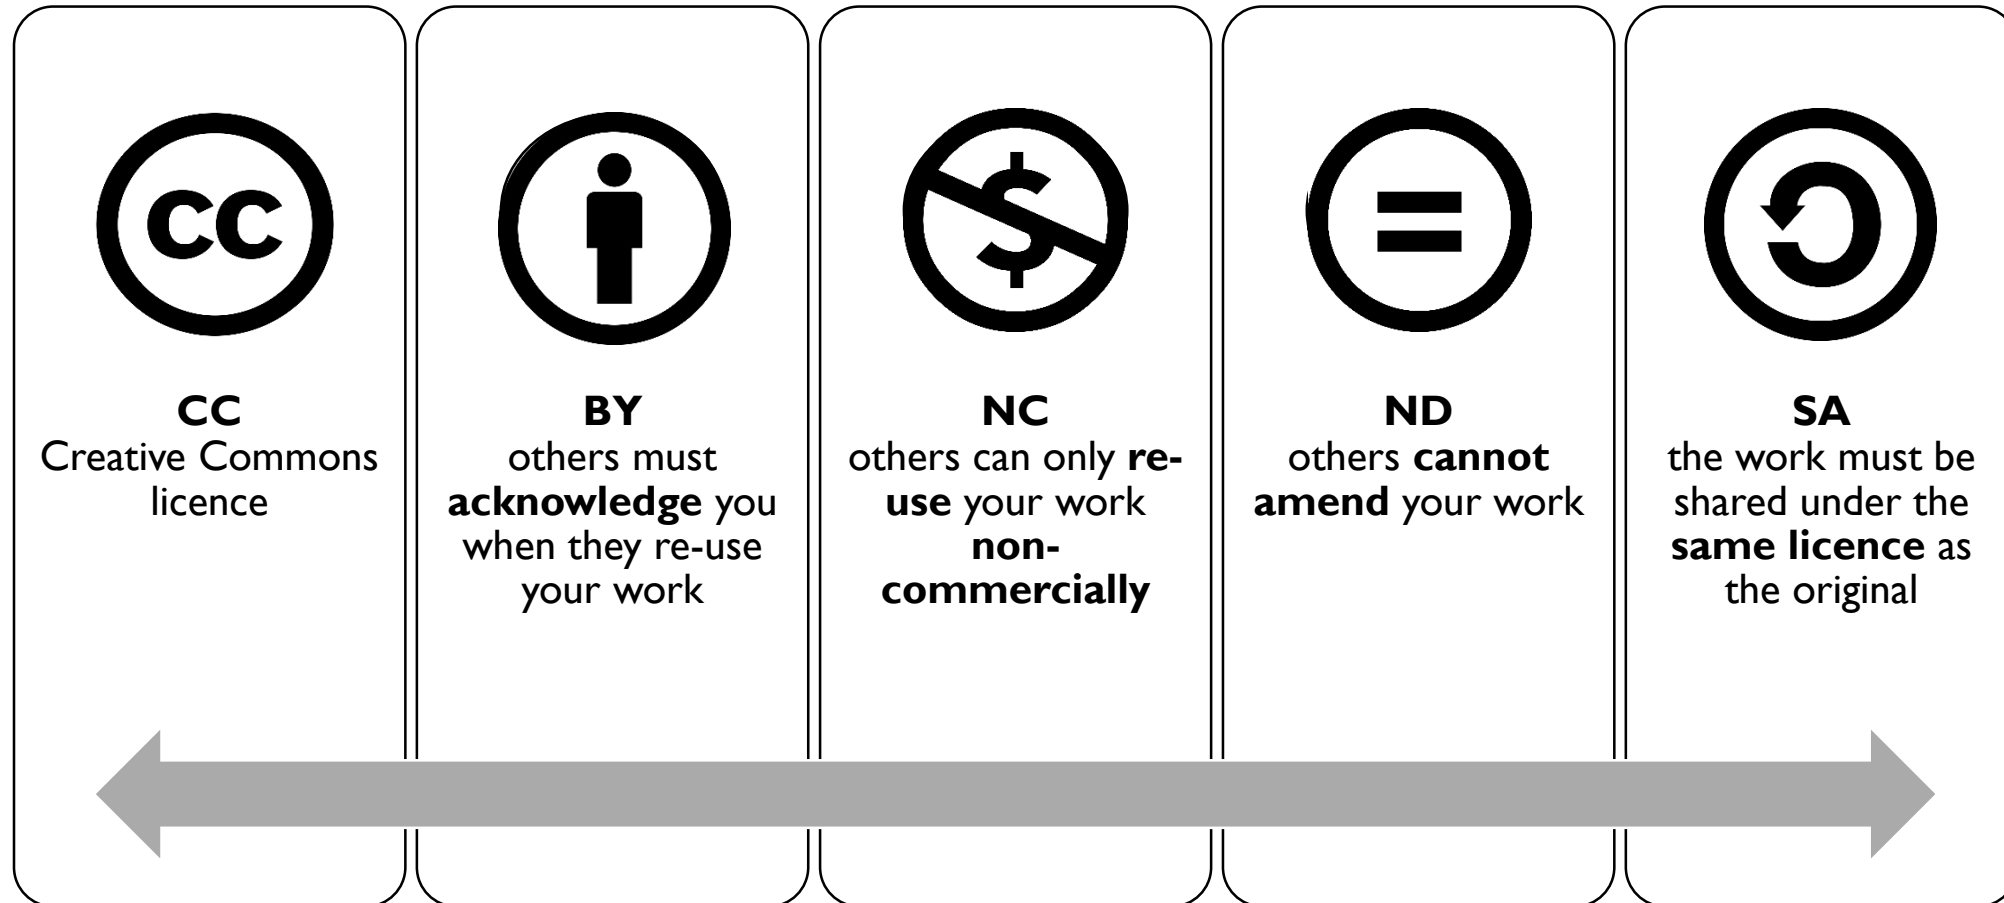 cc
CC
Creative Commons
licence
BY
others must
acknowledge you
when they re-use
your work
$
NC
others can only re-
use your work
non-
commercially
=
ND
others cannot
amend your work
SA
the work must be
shared under the
same licence as
the original